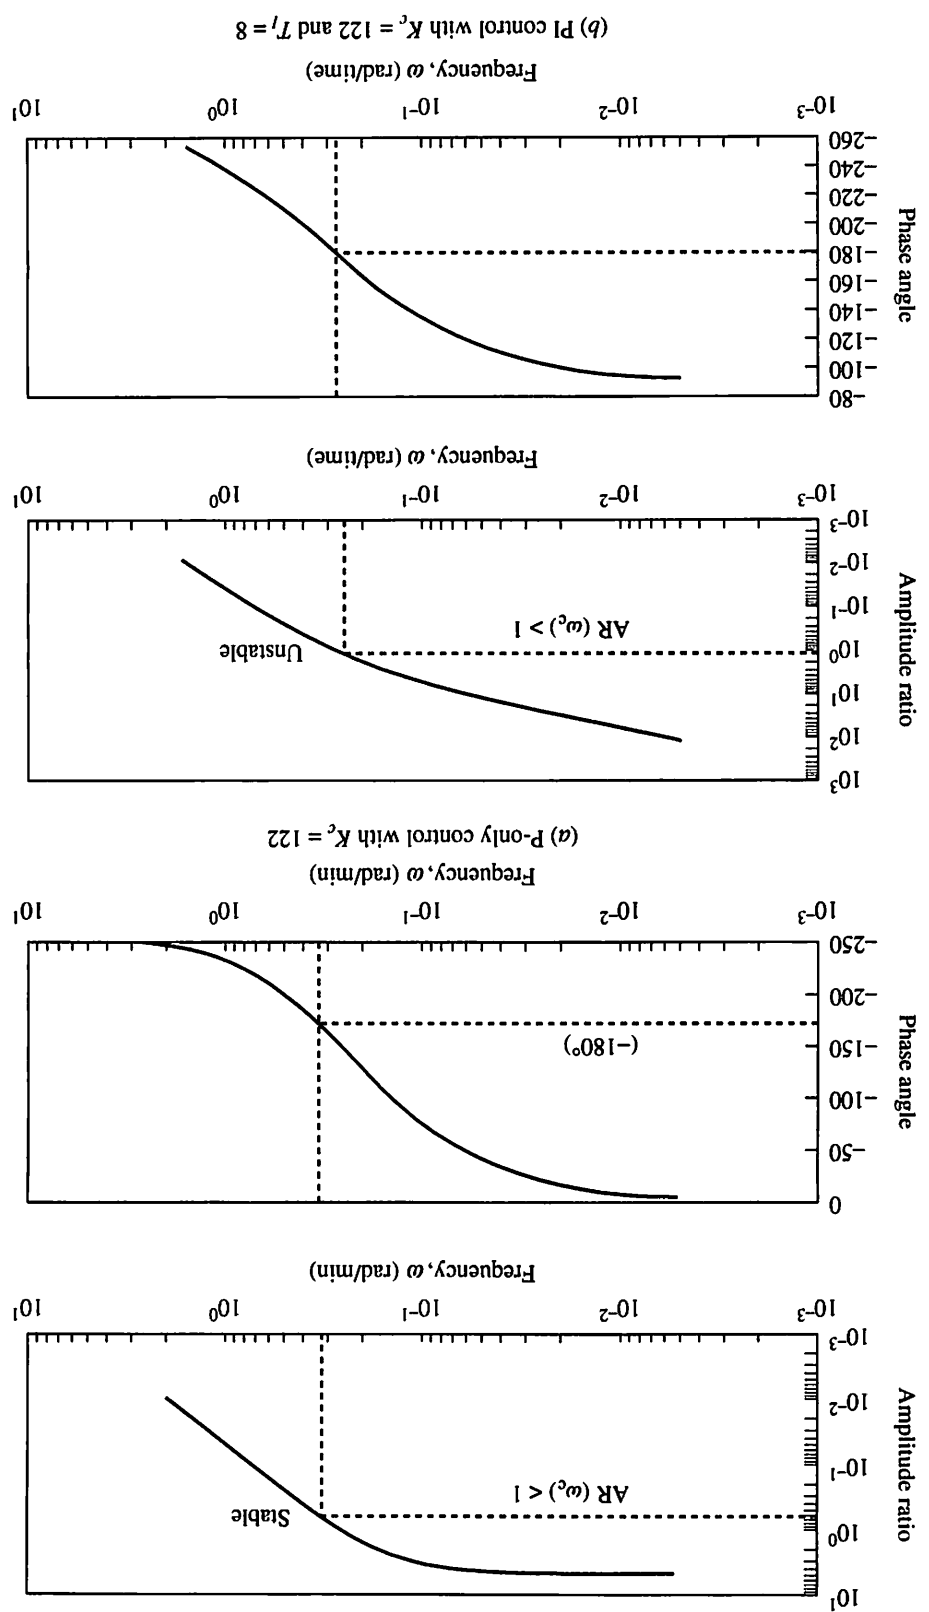 Amplitude ratio
10¹
10⁰
10⁻¹
10⁻²
10⁻³
AR (ω_c) < 1
Stable
10⁻³ 10⁻² 10⁻¹ 10⁰ 10¹
Frequency, ω (rad/min)
Phase angle
0
−50
−100
−150
−200
−250
(−180°)
10⁻³ 10⁻² 10⁻¹ 10⁰ 10¹
Frequency, ω (rad/min)
(a) P-only control with K_c = 122
Amplitude ratio
10³
10²
10¹
10⁰
10⁻¹
10⁻²
10⁻³
AR (ω_c) > 1
Unstable
10⁻³ 10⁻² 10⁻¹ 10⁰ 10¹
Frequency, ω (rad/time)
Phase angle
−80
−100
−120
−140
−160
−180
−200
−220
−240
−260
10⁻³ 10⁻² 10⁻¹ 10⁰ 10¹
Frequency, ω (rad/time)
(b) PI control with K_c = 122 and T_I = 8